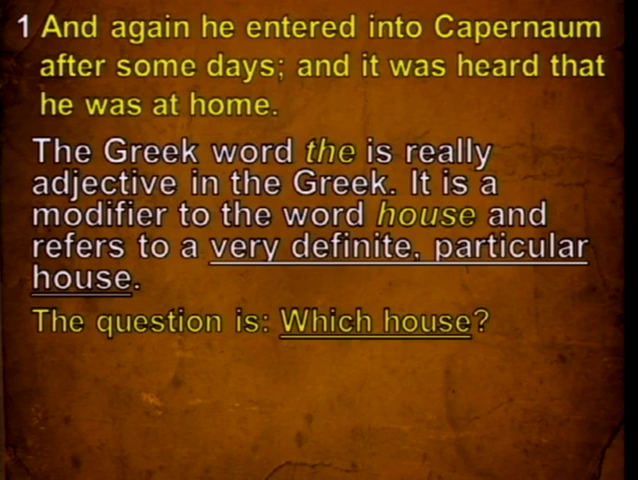 1 And again he entered into Capernaum
after some days; and it was heard that
he was at home.
The Greek word the is really
adjective in the Greek. It is a
modifier to the word house and
refers to a very definite, particular
house.
The question is: Which house?